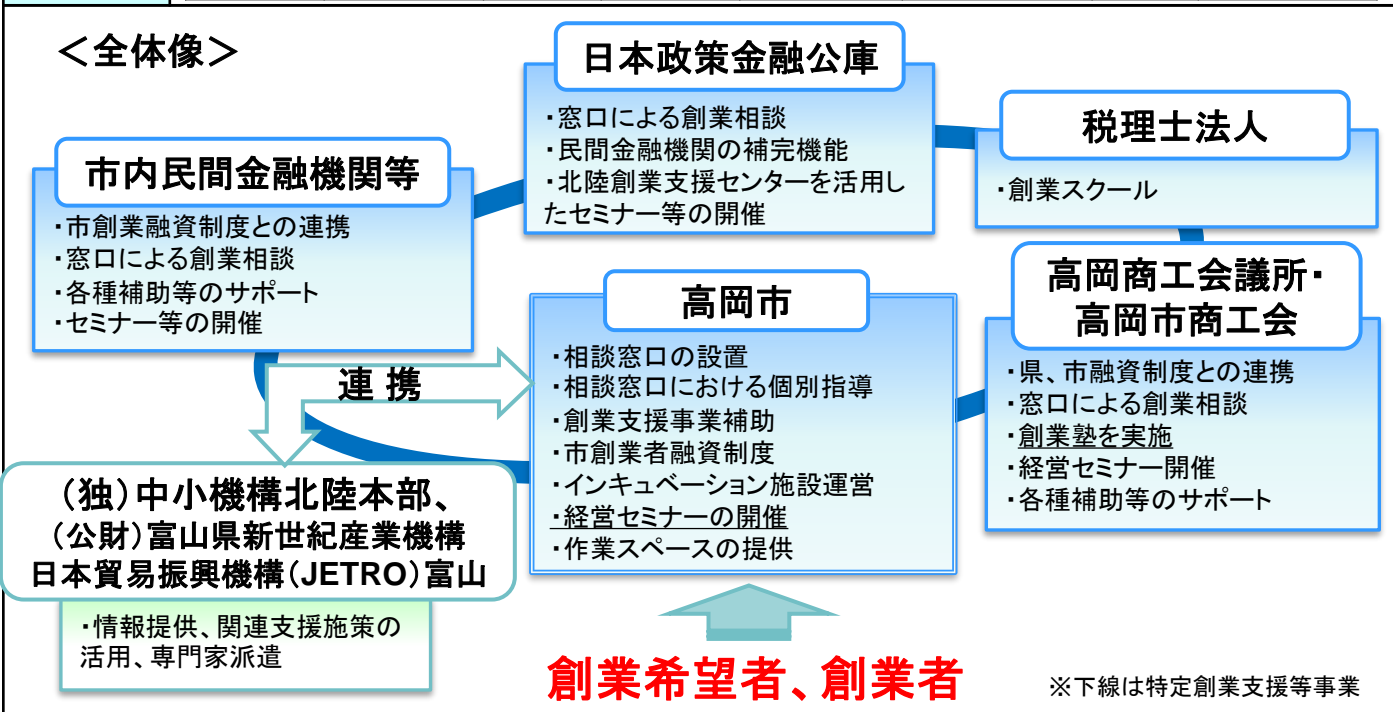 ＜全体像＞
日本政策金融公庫
・窓口による創業相談
・民間金融機関の補完機能
・北陸創業支援センターを活用し
たセミナー等の開催
税理士法人
・創業スクール
市内民間金融機関等
・市創業融資制度との連携
・窓口による創業相談
・各種補助等のサポート
・セミナー等の開催
高岡市
・相談窓口の設置
・相談窓口における個別指導
・創業支援事業補助
・市創業者融資制度
・インキュベーション施設運営
・経営セミナーの開催
・作業スペースの提供
高岡商工会議所・
高岡市商工会
・県、市融資制度との連携
・窓口による創業相談
・創業塾を実施
・経営セミナー開催
・各種補助等のサポート
連 携
（独）中小機構北陸本部、
（公財）富山県新世紀産業機構
日本貿易振興機構（JETRO）富山
・情報提供、関連支援施策の
活用、専門家派遣
創業希望者、創業者
※下線は特定創業支援等事業